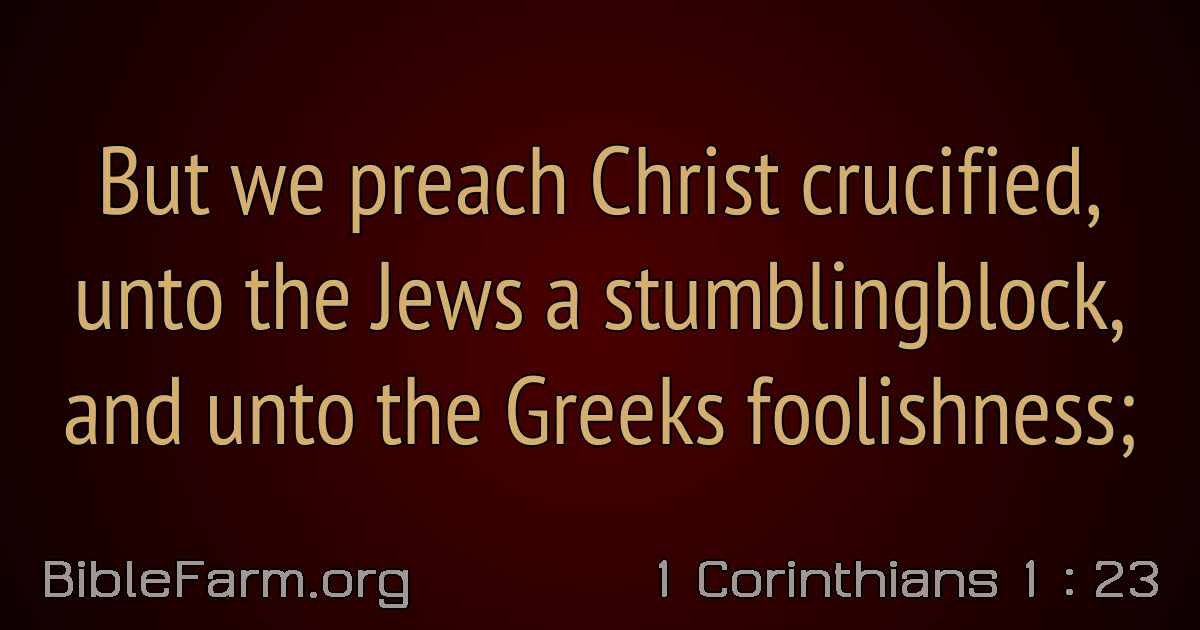 But we preach Christ crucified,
unto the Jews a stumblingblock,
and unto the Greeks foolishness;
BibleFarm.org
1 Corinthians 1 : 23